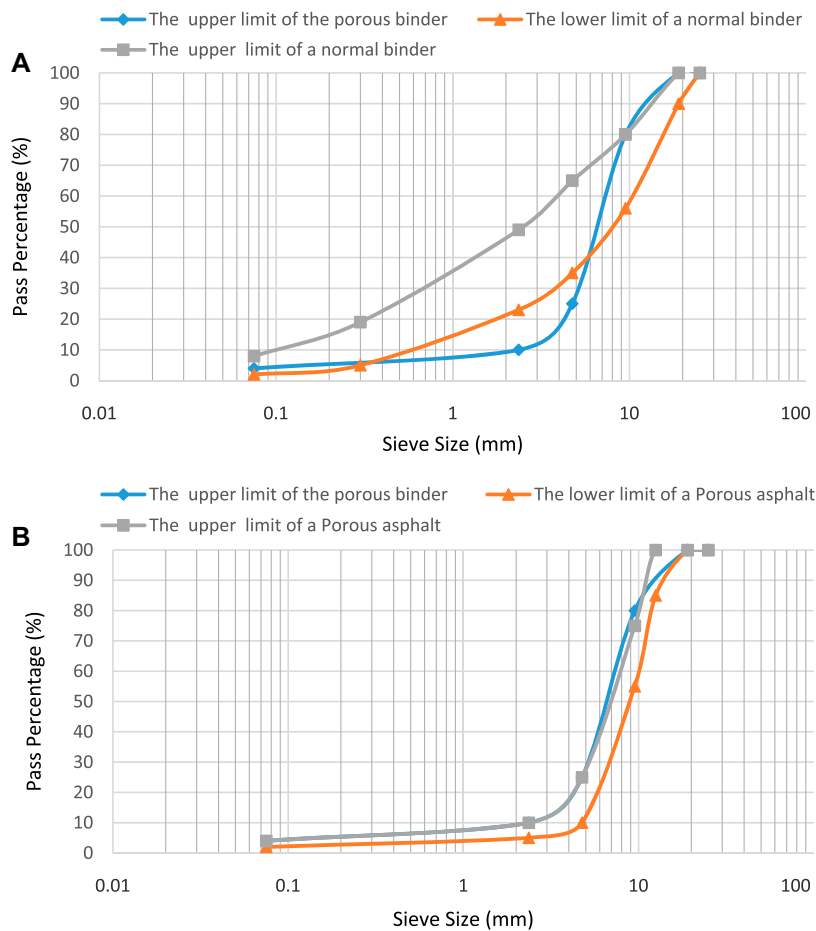 The upper limit of the porous binder
The lower limit of a normal binder
The upper limit of a normal binder
A
100
90
80
70
60
50
40
30
20
10
0
Pass Percentage (%)
0.01 0.1 1 10 100
Sieve Size (mm)
The upper limit of the porous binder
The lower limit of a Porous asphalt
The upper limit of a Porous asphalt
B
100
90
80
70
60
50
40
30
20
10
0
Pass Percentage (%)
0.01 0.1 1 10 100
Sieve Size (mm)